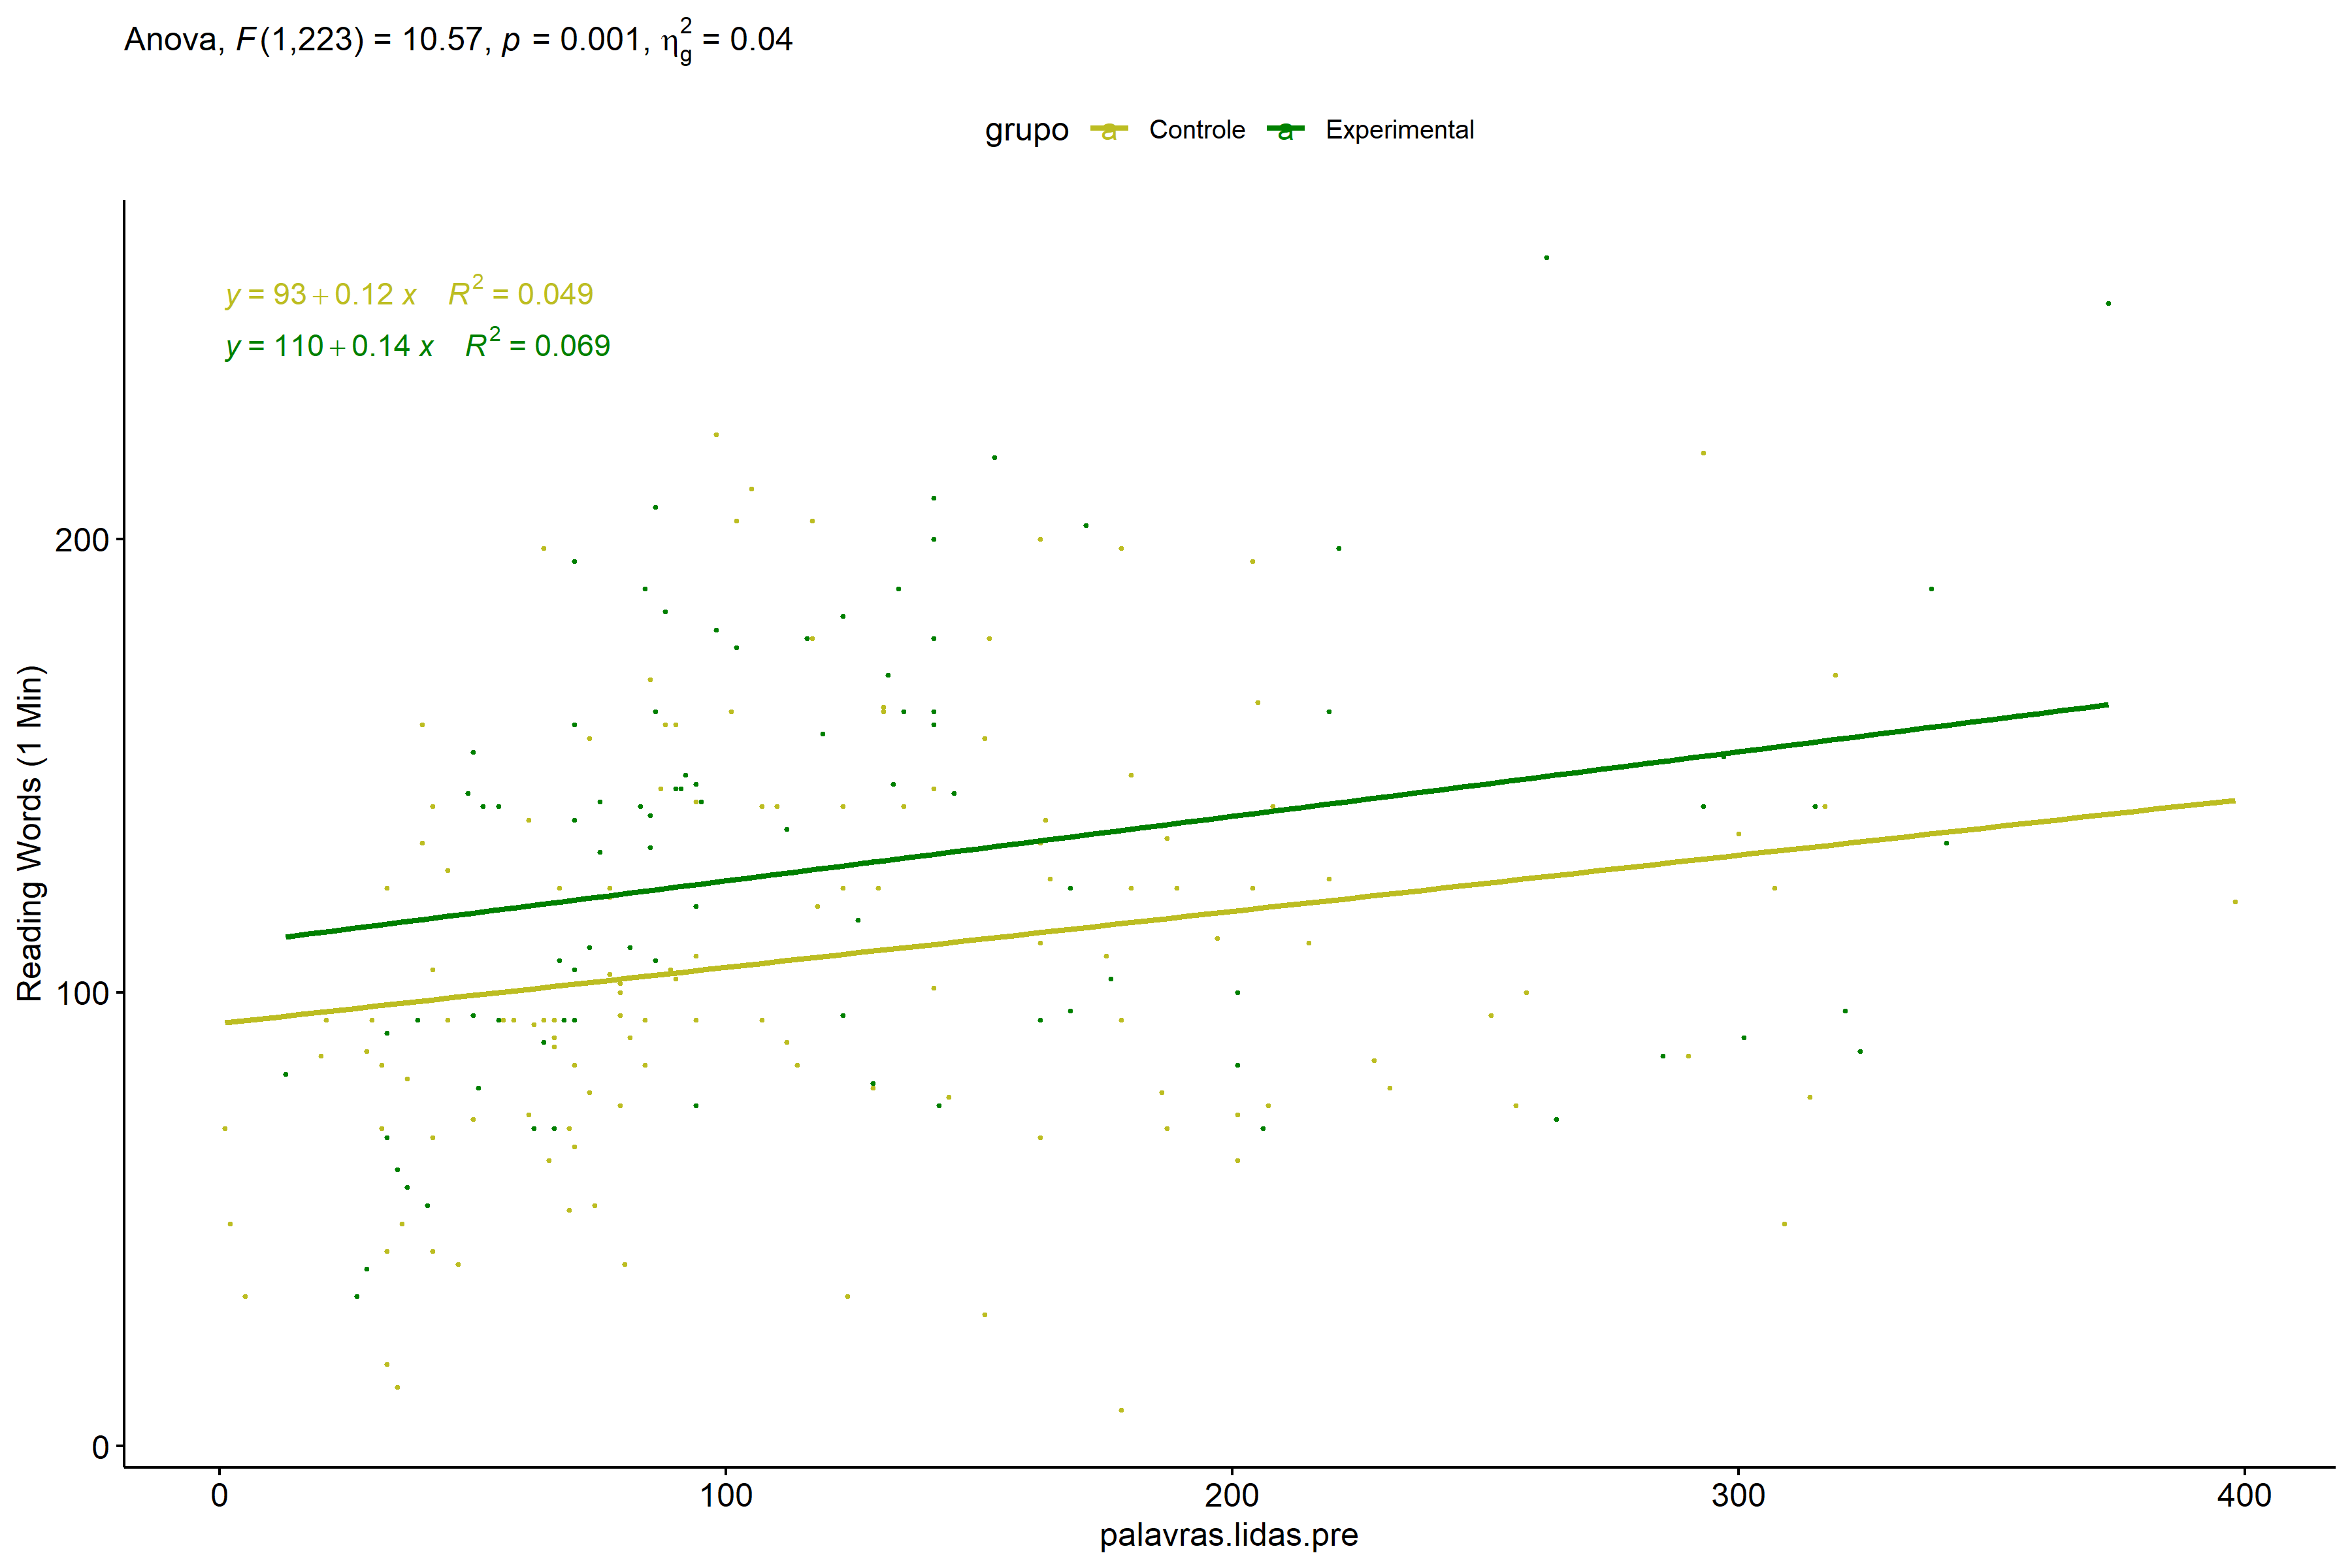 Anova, F(1,223) = 10.57, p = 0.001, η²g = 0.04
grupo a Controle a Experimental
y = 93 + 0.12 x R² = 0.049
y = 110 + 0.14 x R² = 0.069
Reading Words (1 Min)
200
100
0
0 100 200 300 400
palavras.lidas.pre